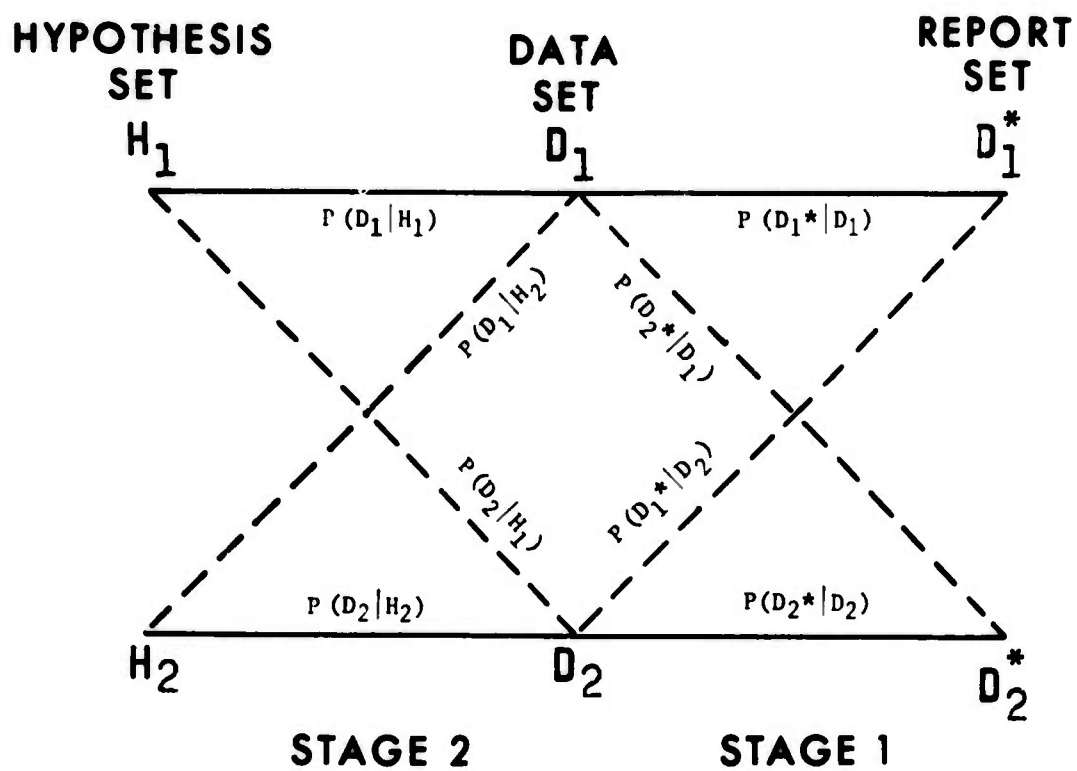 HYPOTHESIS
SET
DATA
SET
REPORT
SET
H₁
D₁
D₁*
P(D₁|H₁)
P(D₁*|D₁)
P(D₁|H₂)
P(D₂*|D₁)
P(D₂|H₁)
P(D₁*|D₂)
P(D₂|H₂)
P(D₂*|D₂)
H₂
D₂
D₂*
STAGE 2
STAGE 1